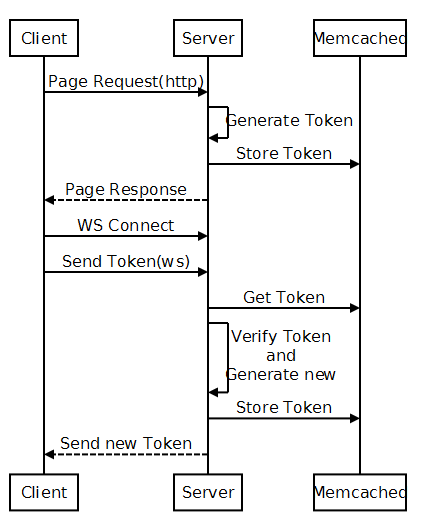 Client Server Memcached
Page Request(http)
Generate Token
Store Token
Page Response
WS Connect
Send Token(ws)
Get Token
Verify Token
and
Generate new
Store Token
Send new Token
Client Server Memcached